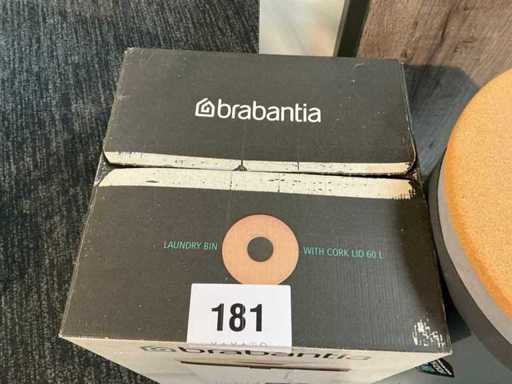 brabantia
LAUNDRY BIN WITH CORK LID 60 L
181
brabantia